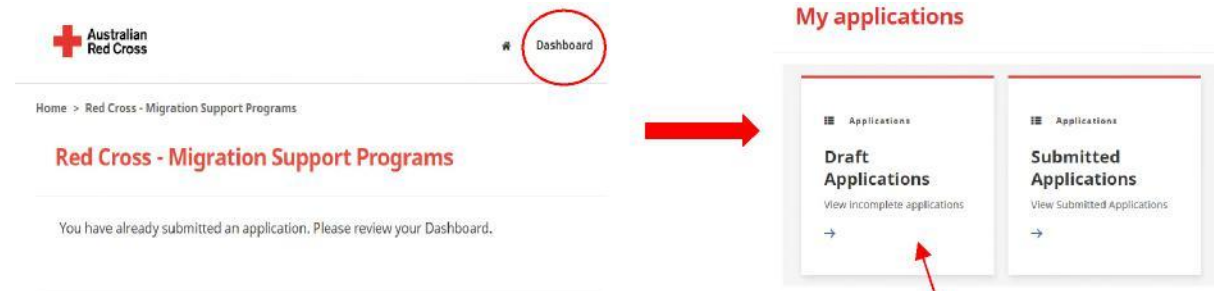 Australian
Red Cross
Dashboard
Home > Red Cross - Migration Support Programs
Red Cross - Migration Support Programs
You have already submitted an application. Please review your Dashboard.
My applications
Applications
Draft
Applications
View incomplete applications
Applications
Submitted
Applications
View Submitted Applications